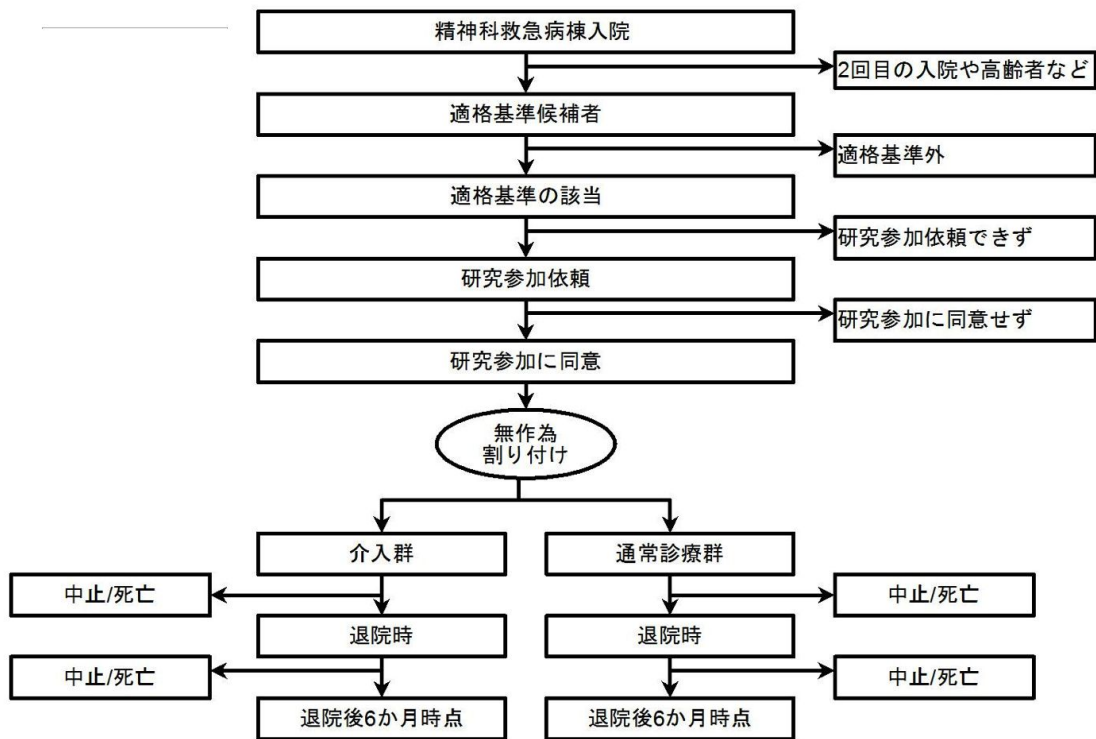 精神科救急病棟入院
2回目の入院や高齢者など
適格基準候補者
適格基準外
適格基準の該当
研究参加依頼できず
研究参加依頼
研究参加に同意せず
研究参加に同意
無作為
割り付け
介入群
通常診療群
中止/死亡
中止/死亡
退院時
退院時
中止/死亡
中止/死亡
退院後6か月時点
退院後6か月時点